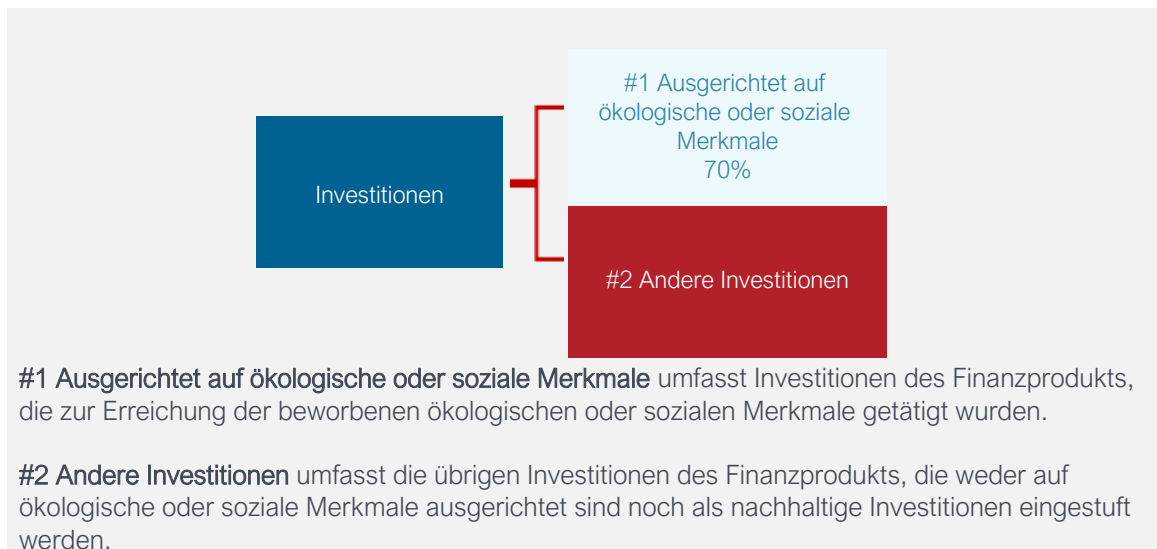 #1 Ausgerichtet auf
ökologische oder soziale
Merkmale
70%
Investitionen
#2 Andere Investitionen
#1 Ausgerichtet auf ökologische oder soziale Merkmale umfasst Investitionen des Finanzprodukts,
die zur Erreichung der beworbenen ökologischen oder sozialen Merkmale getätigt wurden.
#2 Andere Investitionen umfasst die übrigen Investitionen des Finanzprodukts, die weder auf
ökologische oder soziale Merkmale ausgerichtet sind noch als nachhaltige Investitionen eingestuft
werden.